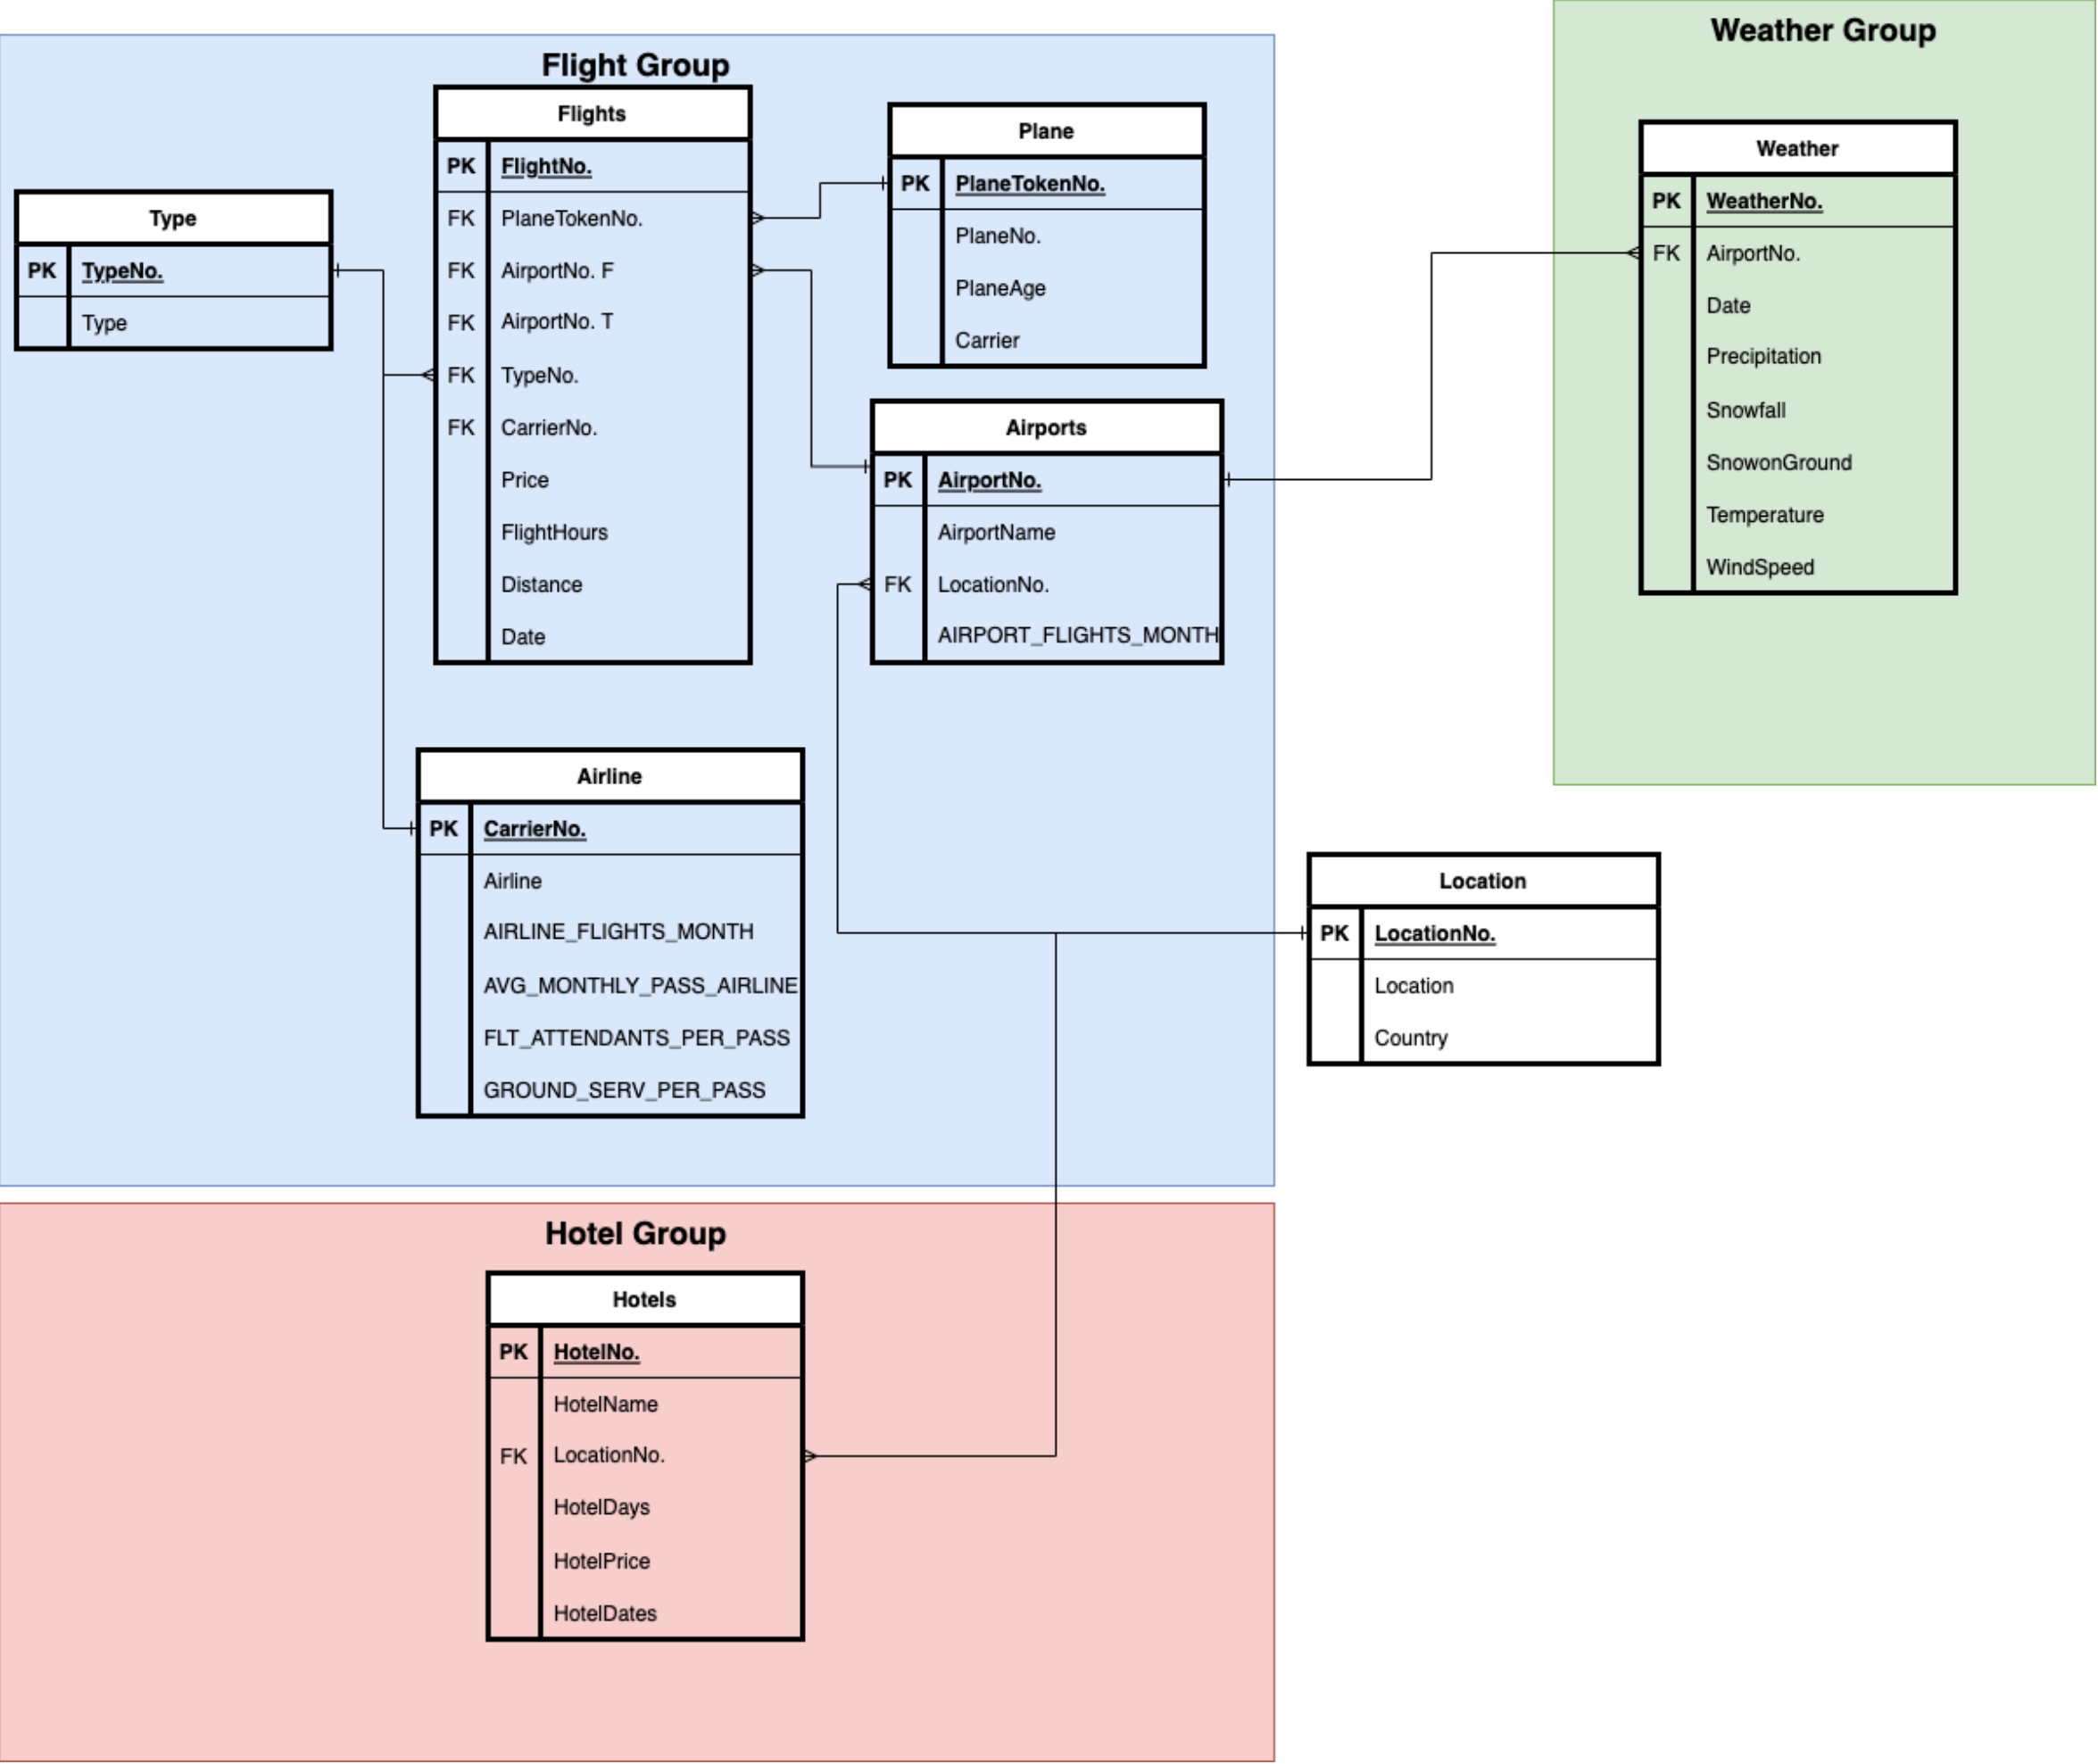 Weather Group
Flight Group
Flights
PK FlightNo.
FK PlaneTokenNo.
FK AirportNo. F
FK AirportNo. T
FK TypeNo.
FK CarrierNo.
Price
FlightHours
Distance
Date
Plane
PK PlaneTokenNo.
PlaneNo.
PlaneAge
Carrier
Weather
PK WeatherNo.
FK AirportNo.
Date
Precipitation
Snowfall
SnowonGround
Temperature
WindSpeed
Type
PK TypeNo.
Type
Airports
PK AirportNo.
AirportName
FK LocationNo.
AIRPORT_FLIGHTS_MONTH
Airline
PK CarrierNo.
Airline
AIRLINE_FLIGHTS_MONTH
AVG_MONTHLY_PASS_AIRLINE
FLT_ATTENDANTS_PER_PASS
GROUND_SERV_PER_PASS
Location
PK LocationNo.
Location
Country
Hotel Group
Hotels
PK HotelNo.
HotelName
FK LocationNo.
HotelDays
HotelPrice
HotelDates